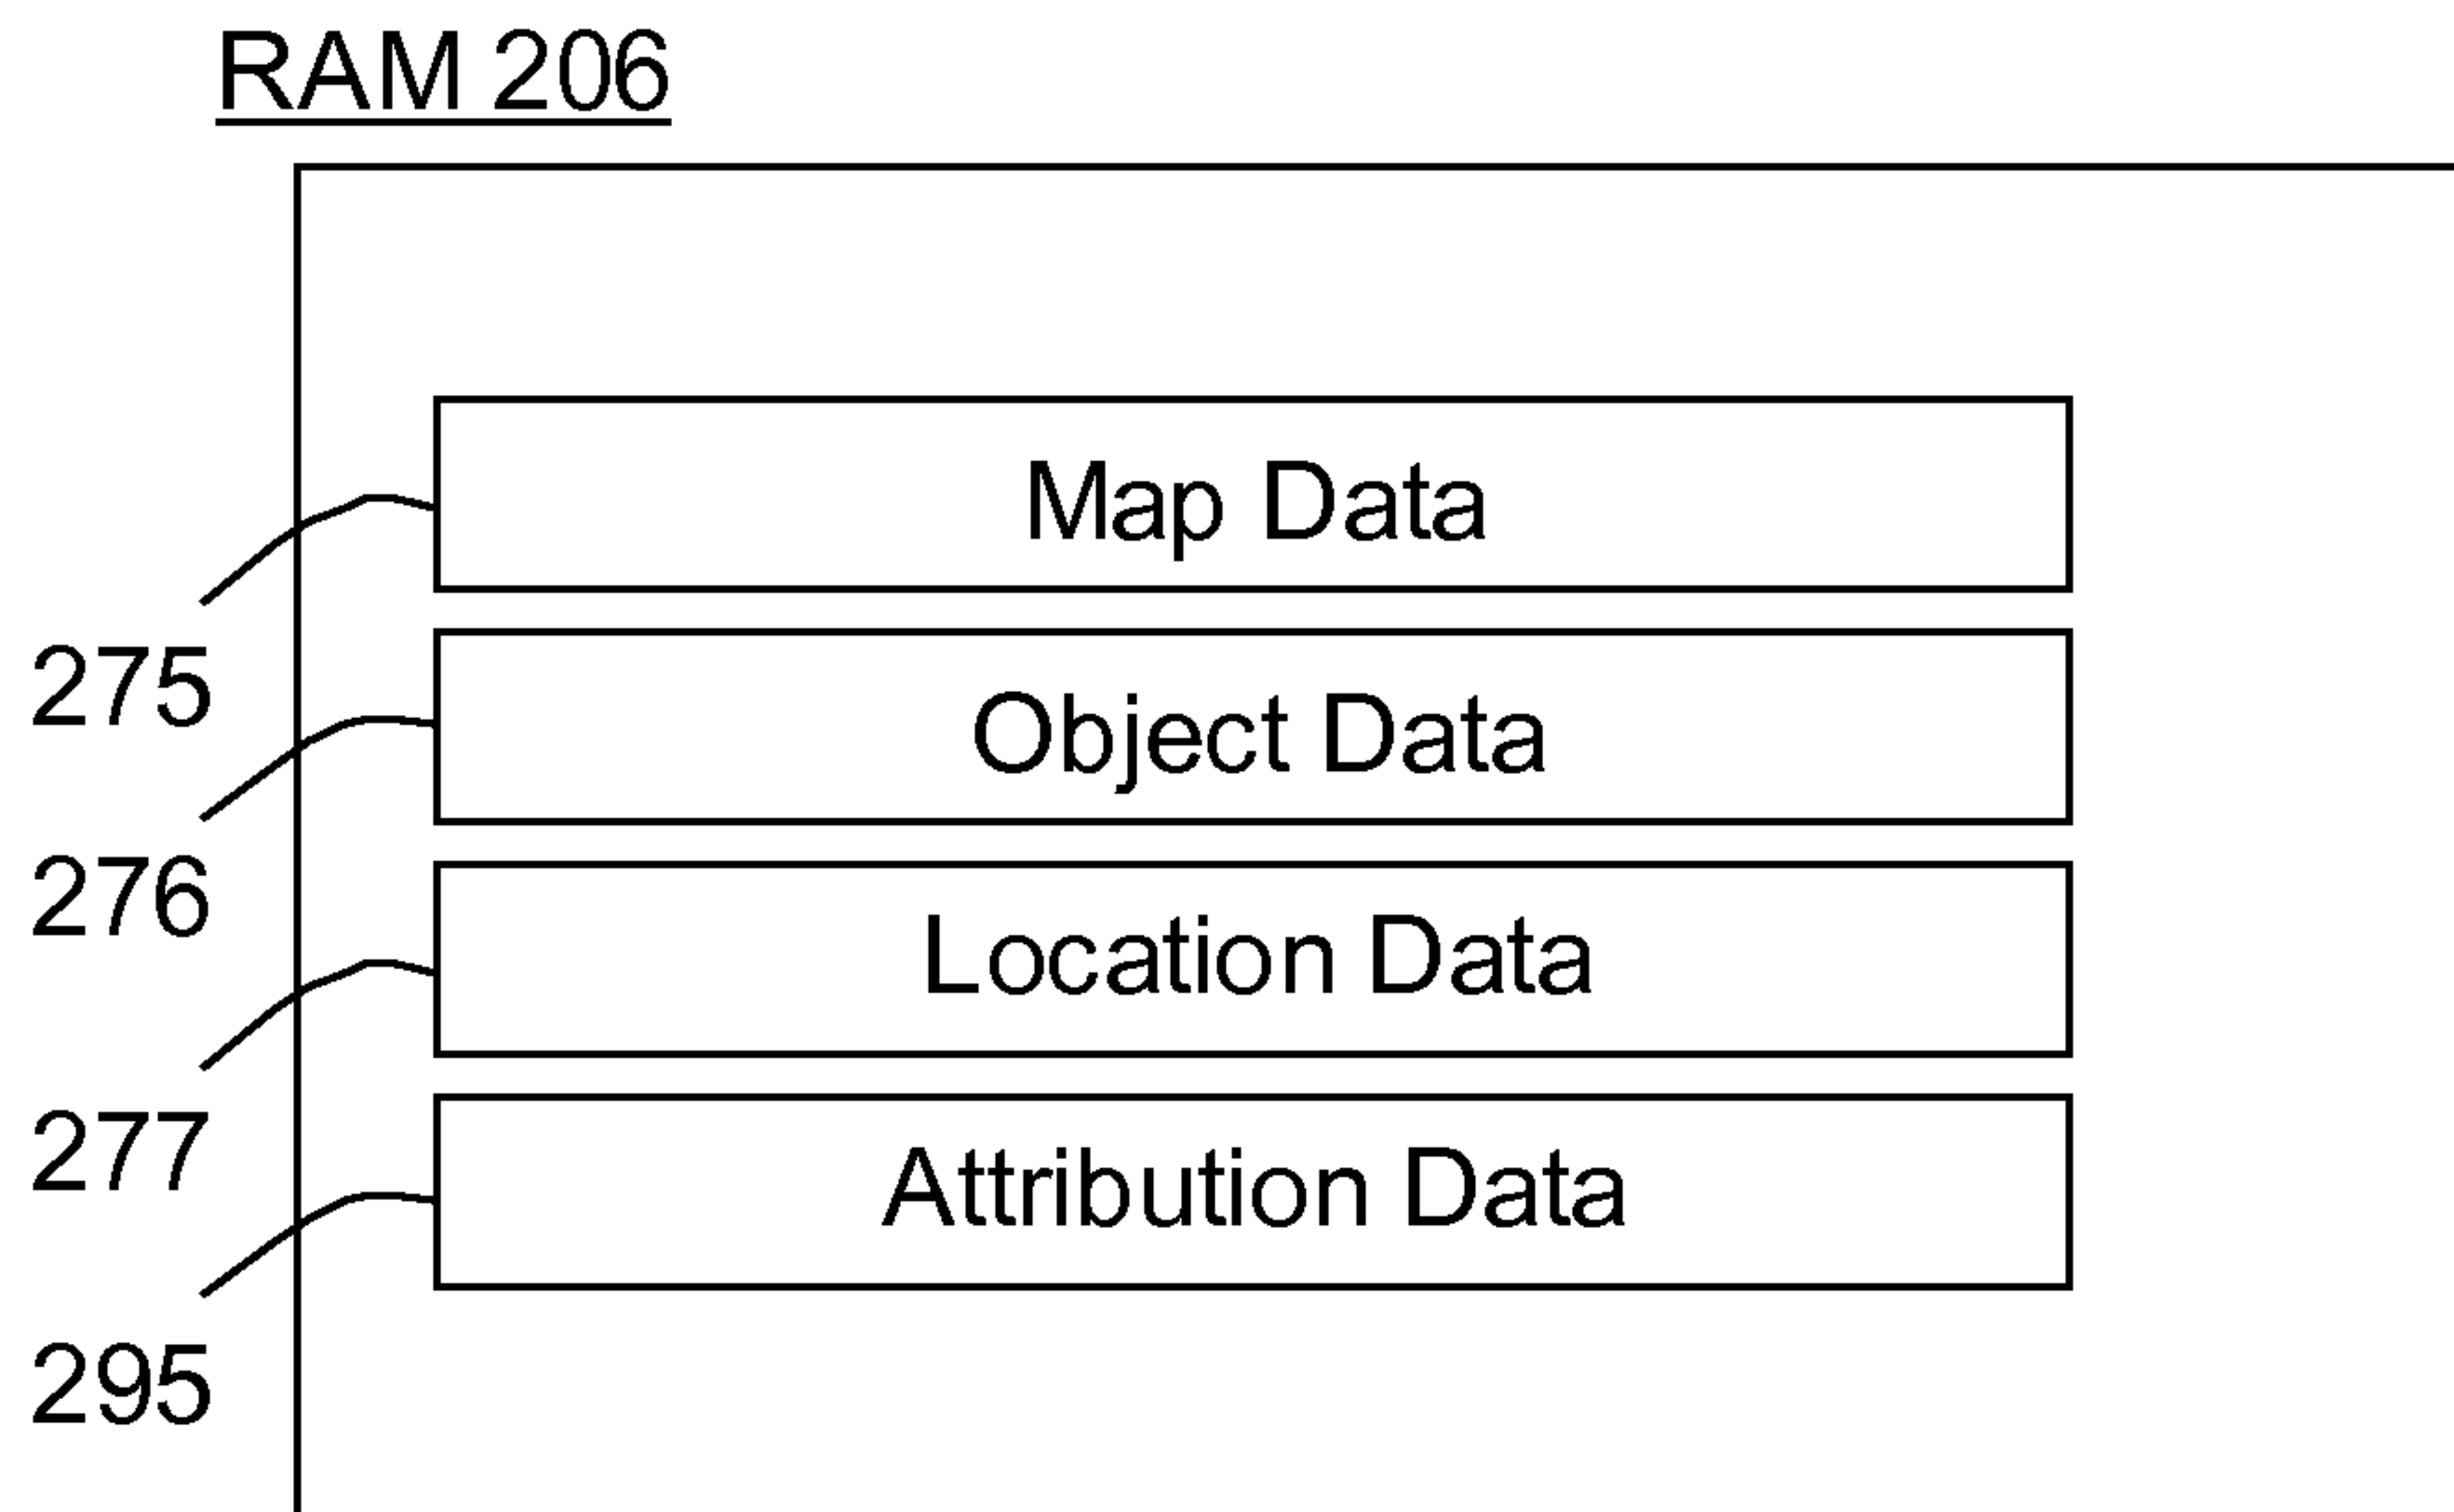 RAM 206
Map Data
275
Object Data
276
Location Data
277
Attribution Data
295